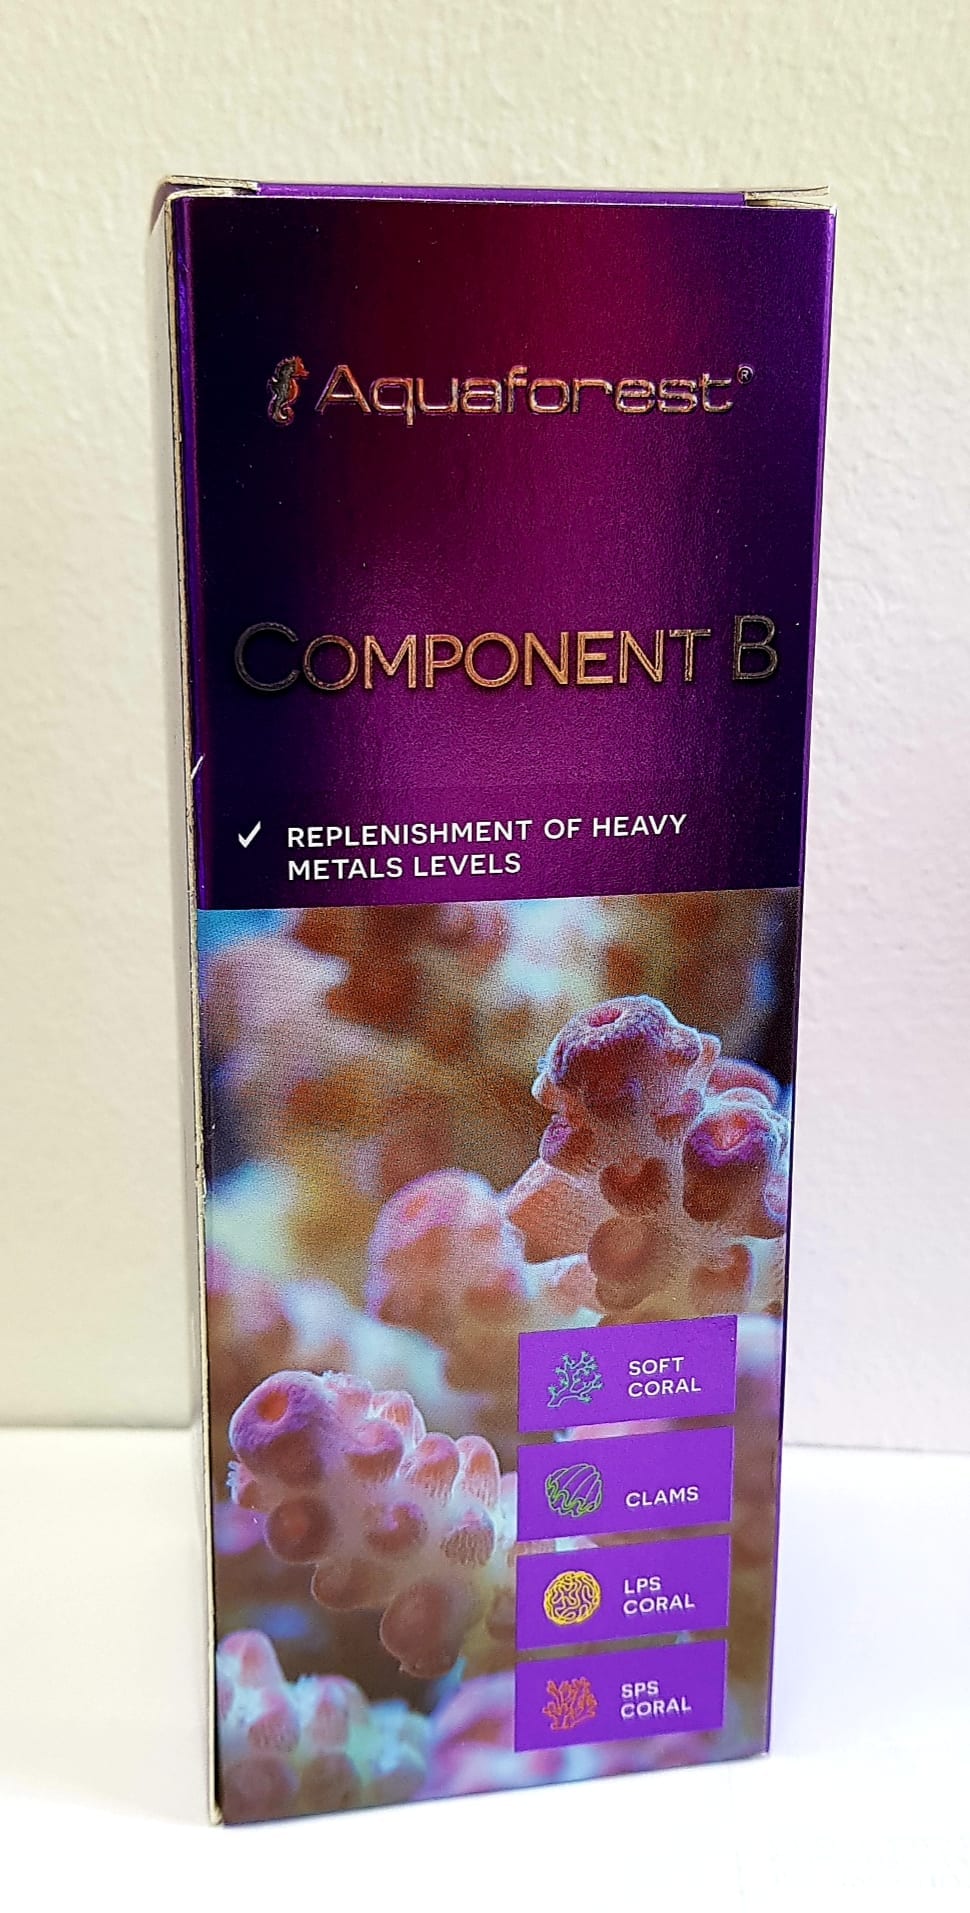 Aquaforest®
COMPONENT B
✓ REPLENISHMENT OF HEAVY
METALS LEVELS
SOFT
CORAL
CLAMS
LPS
CORAL
SPS
CORAL